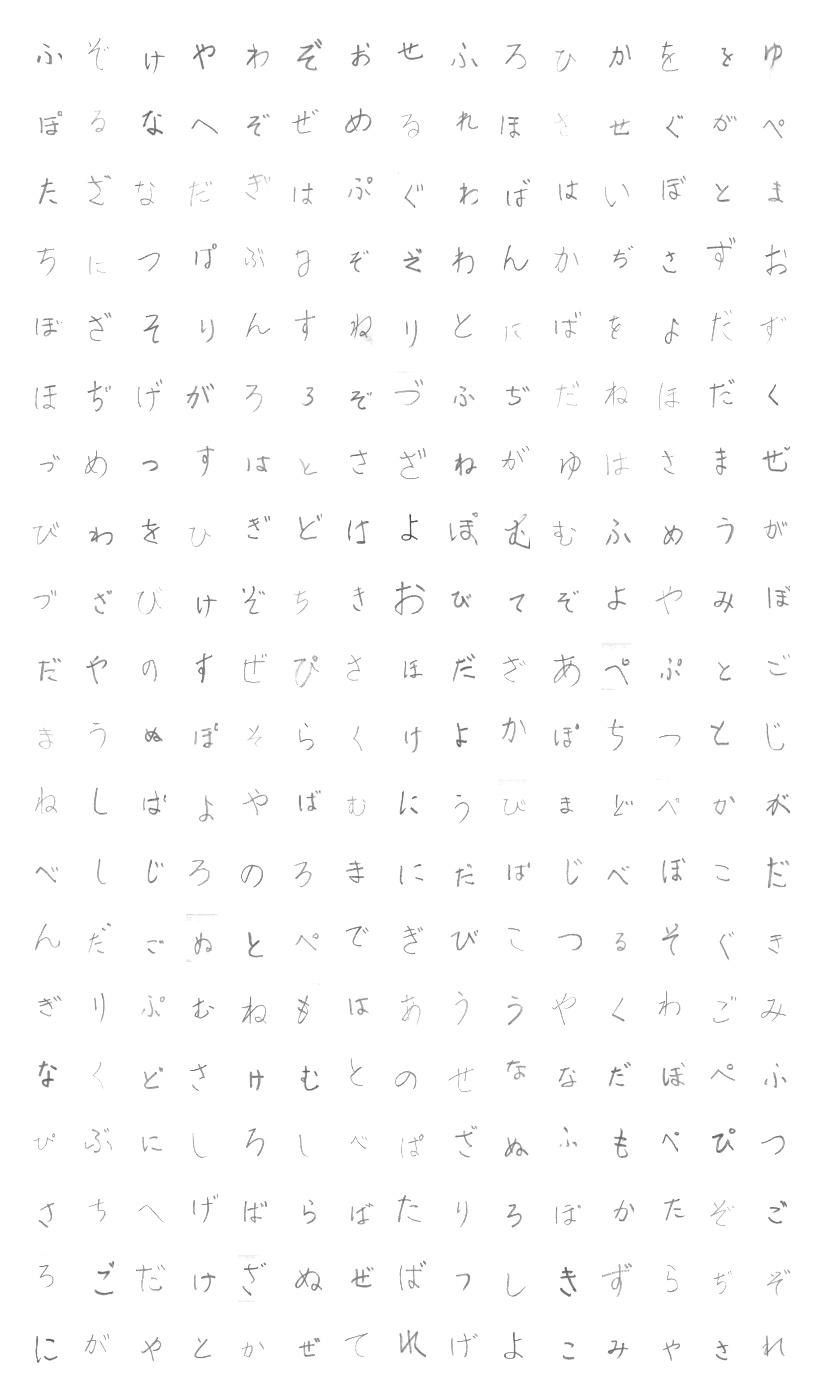 ふぞけやわぞおせふろひかををゆ
ぽるなへぞぜめるれほさせぐがぺ
たざなだぎはぷぐわばはいぼとま
ちにつぱぶなぞざわんかぢさずお
ぼざそりんすねりとにばをよだず
ほぢげがろろぞづふぢだねほだく
づめつすはとさざねがゆはさまぜ
びわをひぎどはよぽむむふめうが
づざびけぞちきおびてぞよやみぼ
だやのすぜぴさほだざあぺぷとご
まうぬぽそらくけよかぽちつとじ
ねしばよやばむにうびまどぺかが
べしじろのろまにだばじべぼこだ
んだごぬとぺでぎびこつるそぐき
ぎりぷむねもはあううやくわごみ
なくどさけむとのせななだぼぺふ
ぴぶにしろしべぱざぬふもぺぴつ
さちへげばらばたりろぽかたぞご
ろごだけざぬぜばつしきずらぢぞ
にがやとかぜてれげよこみやされ